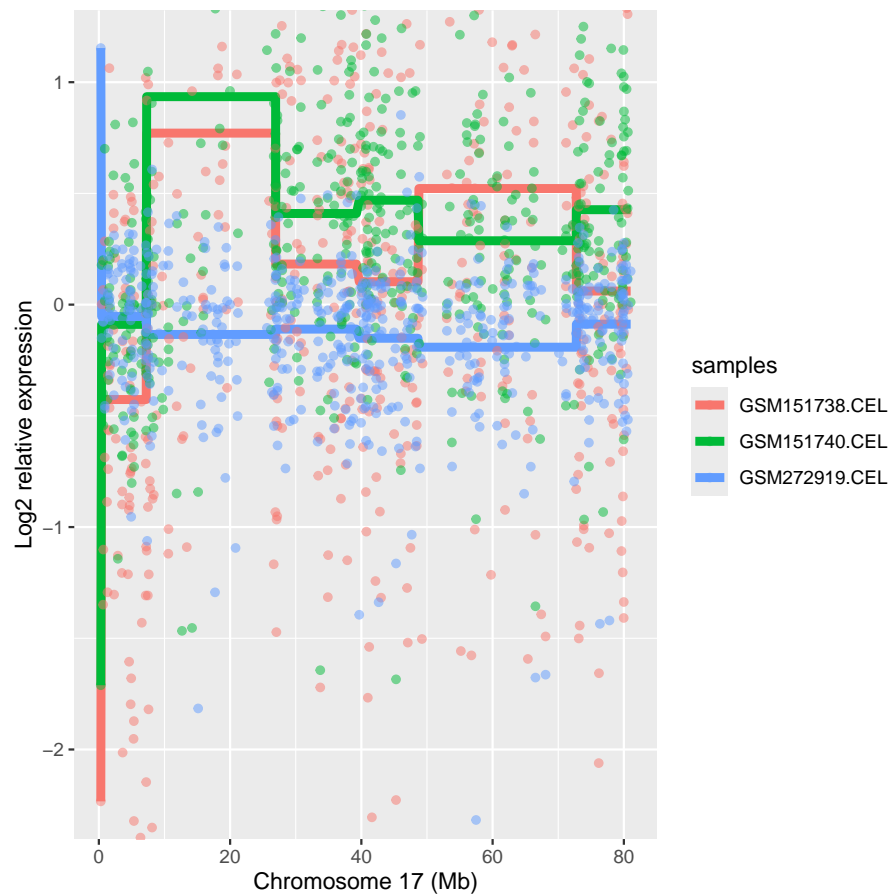 1
0
−1
−2
Log2 relative expression
0
20
40
60
80
Chromosome 17 (Mb)
samples
GSM151738.CEL
GSM151740.CEL
GSM272919.CEL